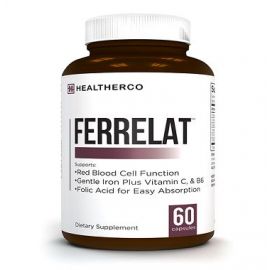 HEALTHERCO
FERRELAT™
Supports:
•Red Blood Cell Function
•Gentle Iron Plus Vitamin C, & B6
•Folic Acid for Easy Absorption
Dietary Supplement
60
capsules